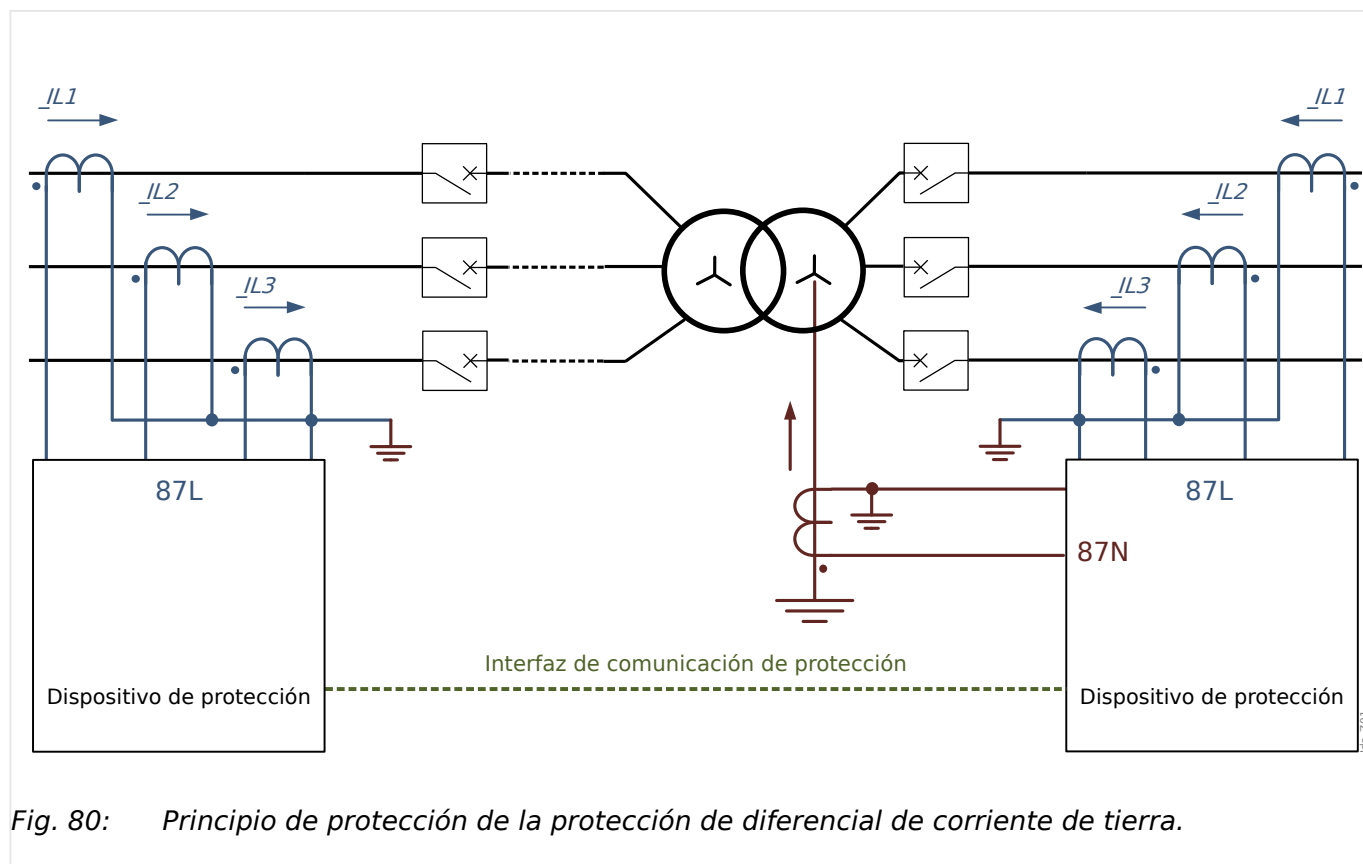 _IL1
_IL1
_IL2
_IL2
_IL3
_IL3
87L
87L
87N
Interfaz de comunicación de protección
Dispositivo de protección
Dispositivo de protección
Fig. 80: Principio de protección de la protección de diferencial de corriente de tierra.